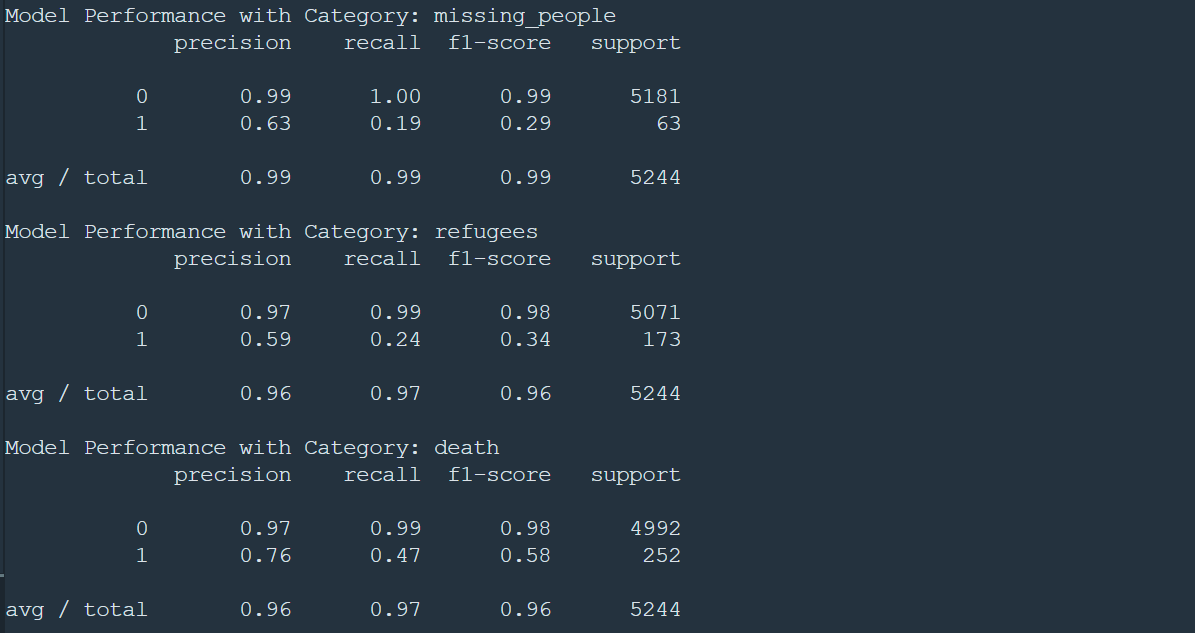 Model Performance with Category: missing_people
precision recall f1-score support
0 0.99 1.00 0.99 5181
1 0.63 0.19 0.29 63
avg / total 0.99 0.99 0.99 5244
Model Performance with Category: refugees
precision recall f1-score support
0 0.97 0.99 0.98 5071
1 0.59 0.24 0.34 173
avg / total 0.96 0.97 0.96 5244
Model Performance with Category: death
precision recall f1-score support
0 0.97 0.99 0.98 4992
1 0.76 0.47 0.58 252
avg / total 0.96 0.97 0.96 5244